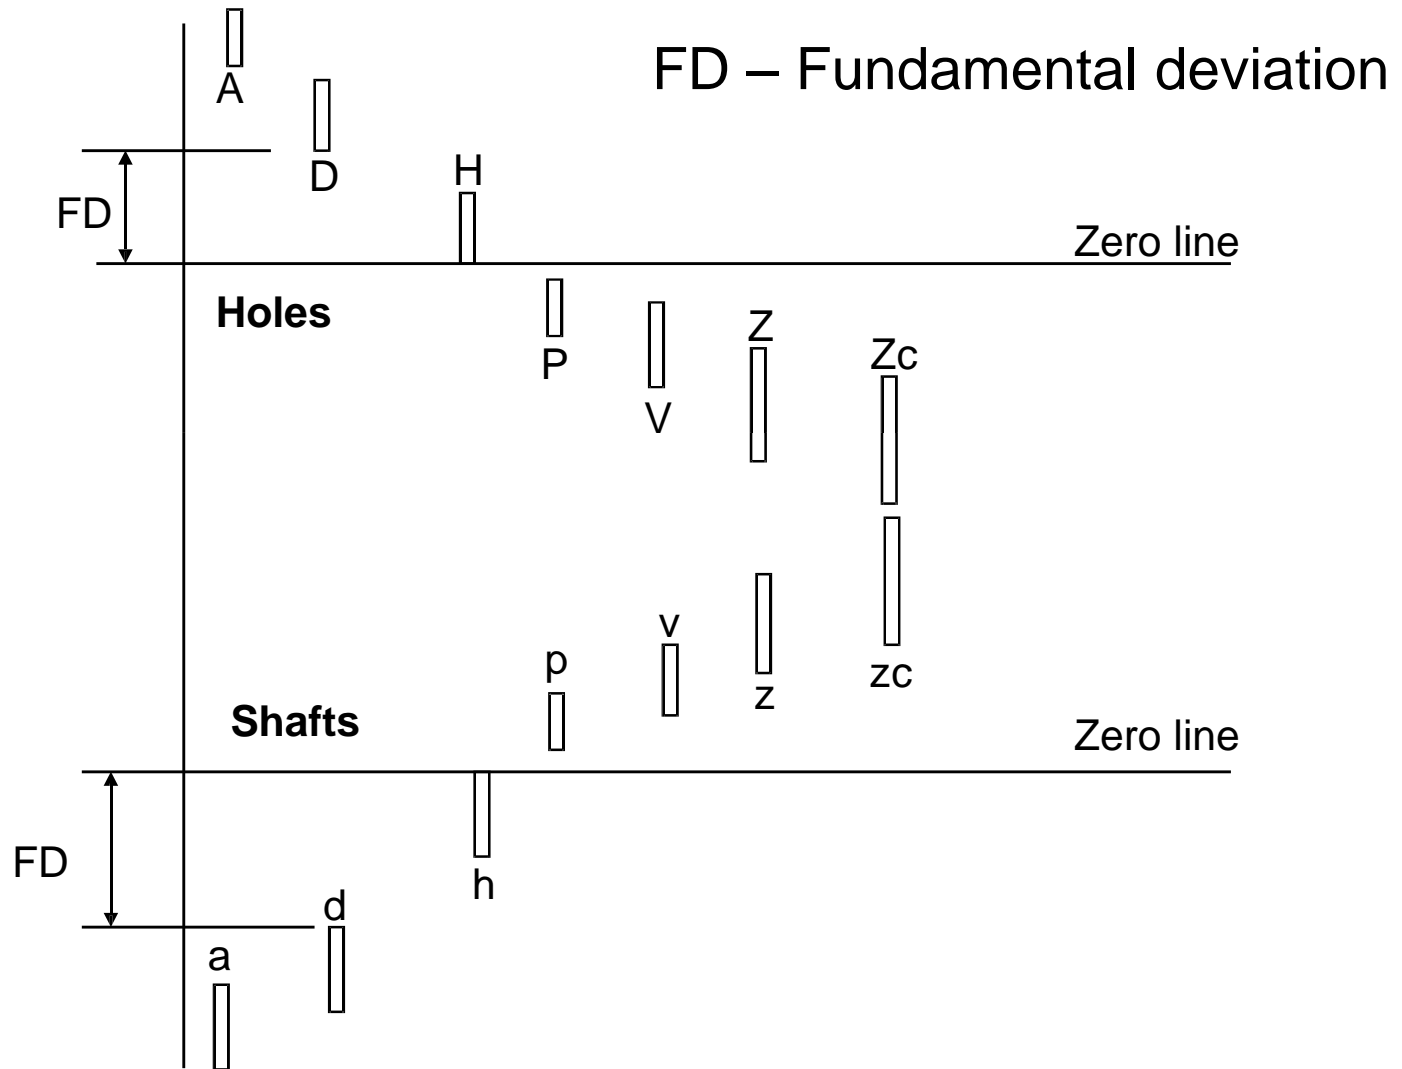 FD – Fundamental deviation
A
D
H
FD
Zero line
Holes
P
V
Z
Zc
p
v
z
zc
Shafts
Zero line
FD
h
d
a